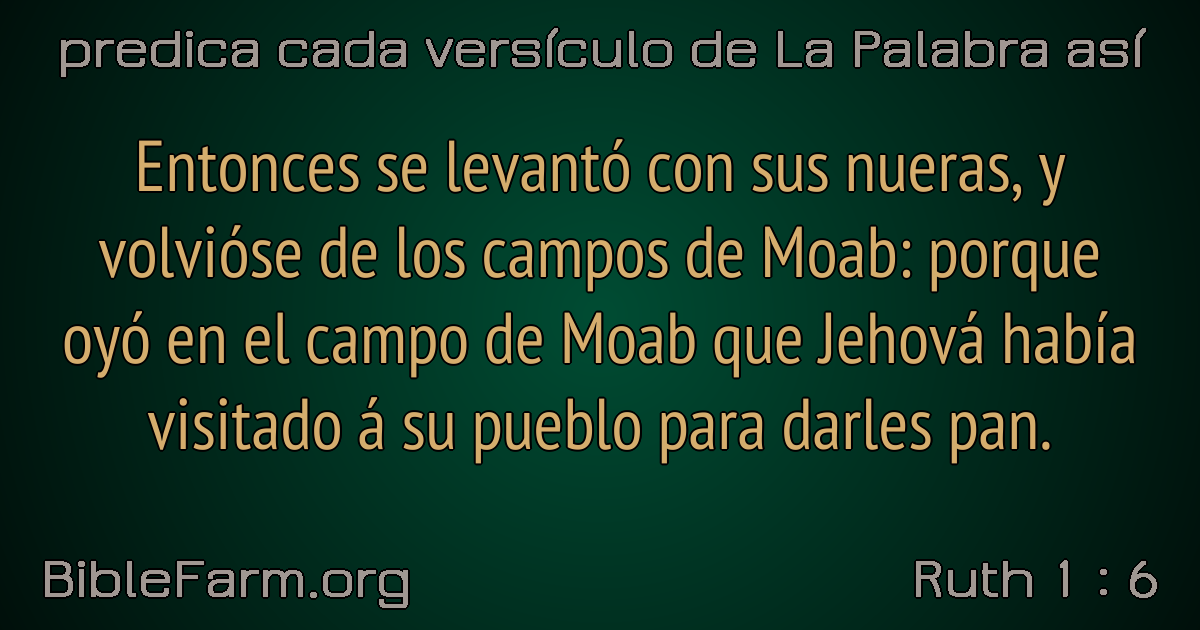 predica cada versículo de La Palabra así
Entonces se levantó con sus nueras, y
volvióse de los campos de Moab: porque
oyó en el campo de Moab que Jehová había
visitado á su pueblo para darles pan.
BibleFarm.org
Ruth 1 : 6